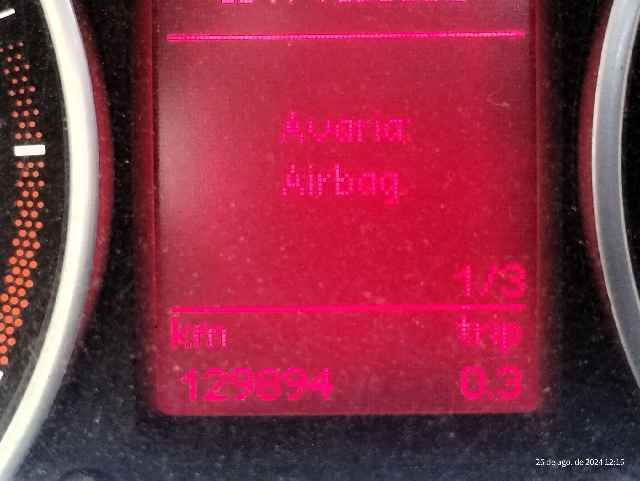 Avaria:
Airbag.
1/3
km trip
129894 0.3
25 de ago. de 2024 12:15